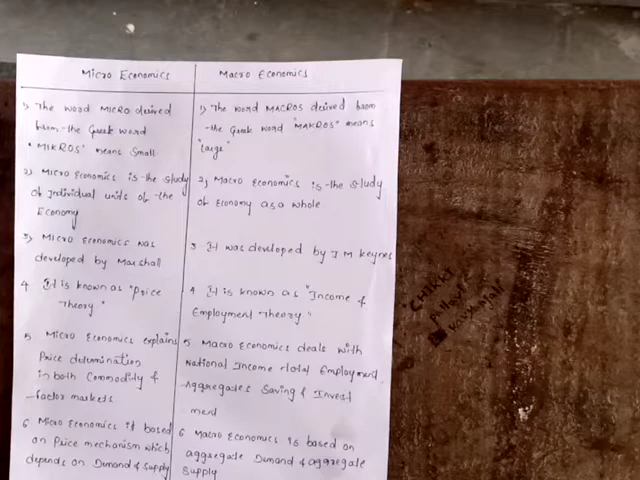 Micro Economics
Macro Economics
1) The word MICRO derived
from the Greek word
"MIKROS" means Small.
2) Micro Economics is the study
of Individual units of the
Economy
3) Micro Economics was
developed by Marshall
4 It is known as "Price
Theory"
5 Micro Economics explains
Price determination
in both Commodity &
factor markets.
6 Micro Economics is based
on Price mechanism which
depends on Demand & Supply
1) The word MACROS derived from
the Greek word "MAKROS" means
"large"
2) Macro Economics is the study
of Economy as a whole
3 It was developed by J M Keynes
4 It is known as "Income &
Employment Theory"
5 Macro Economics deals with
National Income total Employment,
Aggregates Saving & Invest
ment
6 Macro Economics is based on
aggregate Demand & aggregate
Supply
CHIKKI
Pallavi
Kavyanjali